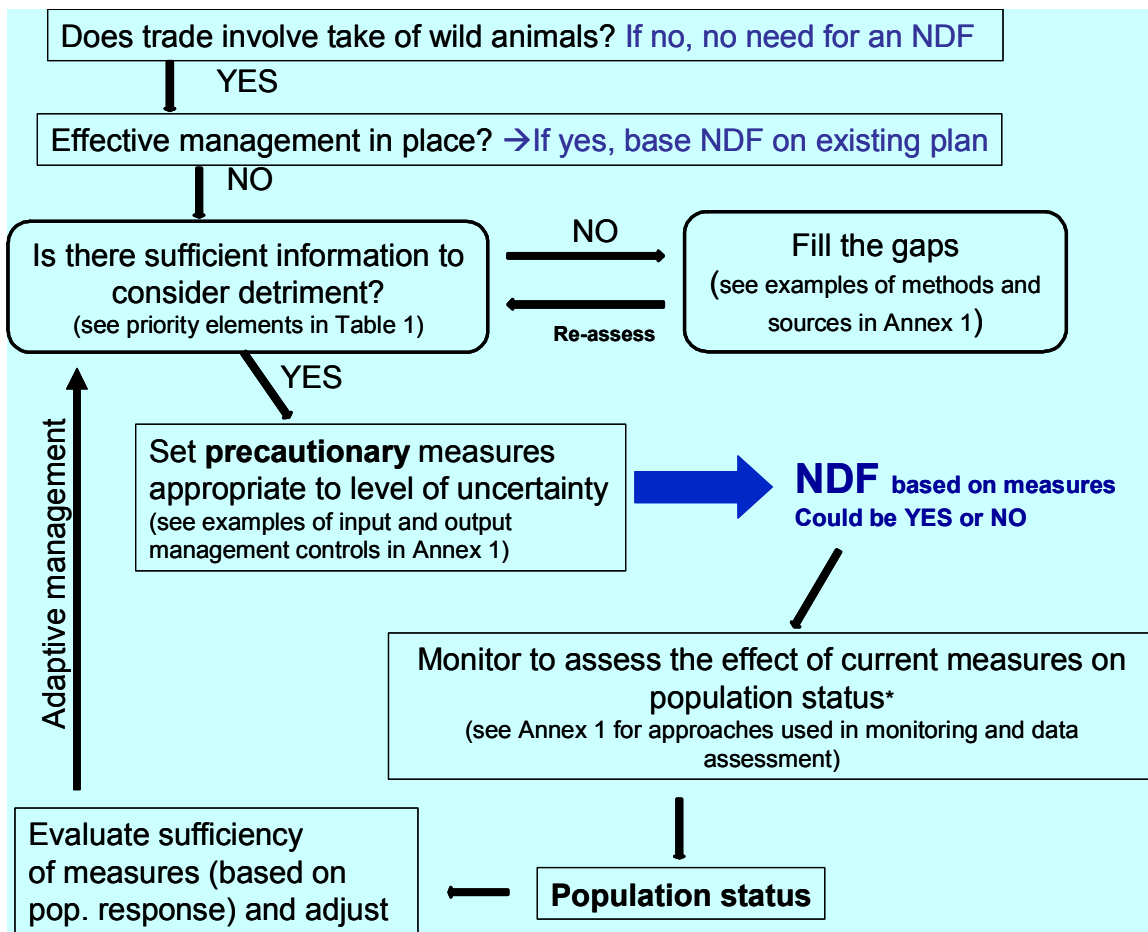 Does trade involve take of wild animals? If no, no need for an NDF
YES
Effective management in place? →If yes, base NDF on existing plan
NO
Is there sufficient information to
consider detriment?
(see priority elements in Table 1)
NO
Re-assess
Fill the gaps
(see examples of methods and
sources in Annex 1)
YES
Set precautionary measures
appropriate to level of uncertainty
(see examples of input and output
management controls in Annex 1)
NDF based on measures
Could be YES or NO
Adaptive management
Monitor to assess the effect of current measures on
population status*
(see Annex 1 for approaches used in monitoring and data
assessment)
Population status
Evaluate sufficiency
of measures (based on
pop. response) and adjust